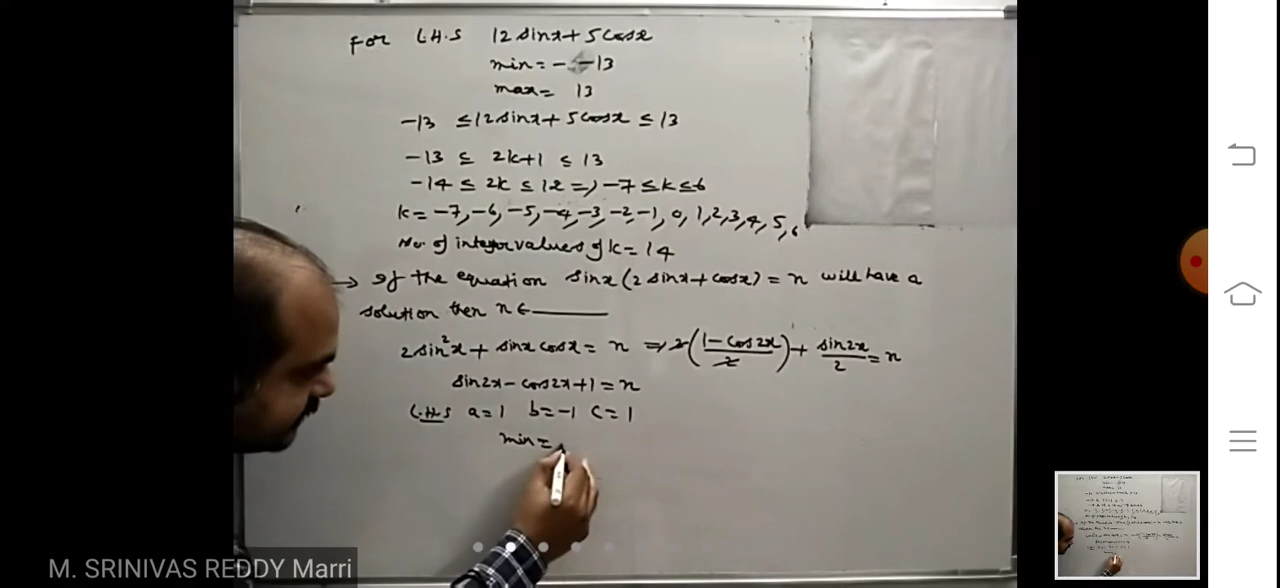 For L.H.S 12 sinx + 5 cosx
min = - -13
max = 13
-13 ≤ 12 sinx + 5 cosx ≤ 13
-13 ≤ 2k+1 ≤ 13
-14 ≤ 2k ≤ 12 => -7 ≤ k ≤ 6
k = -7, -6, -5, -4, -3, -2, -1, 0, 1, 2, 3, 4, 5, 6
No. of integer values of k = 14
→ If the equation sinx (2 sinx + cosx) = n will have a
solution then n ∈ ______
2 sin²x + sinx cosx = n => 2((1 - cos2x)/2) + sin2x/2 = n
sin2x - cos2x + 1 = n
L.H.S a = 1 b = -1 c = 1
min =
M. SRINIVAS REDDY Marri